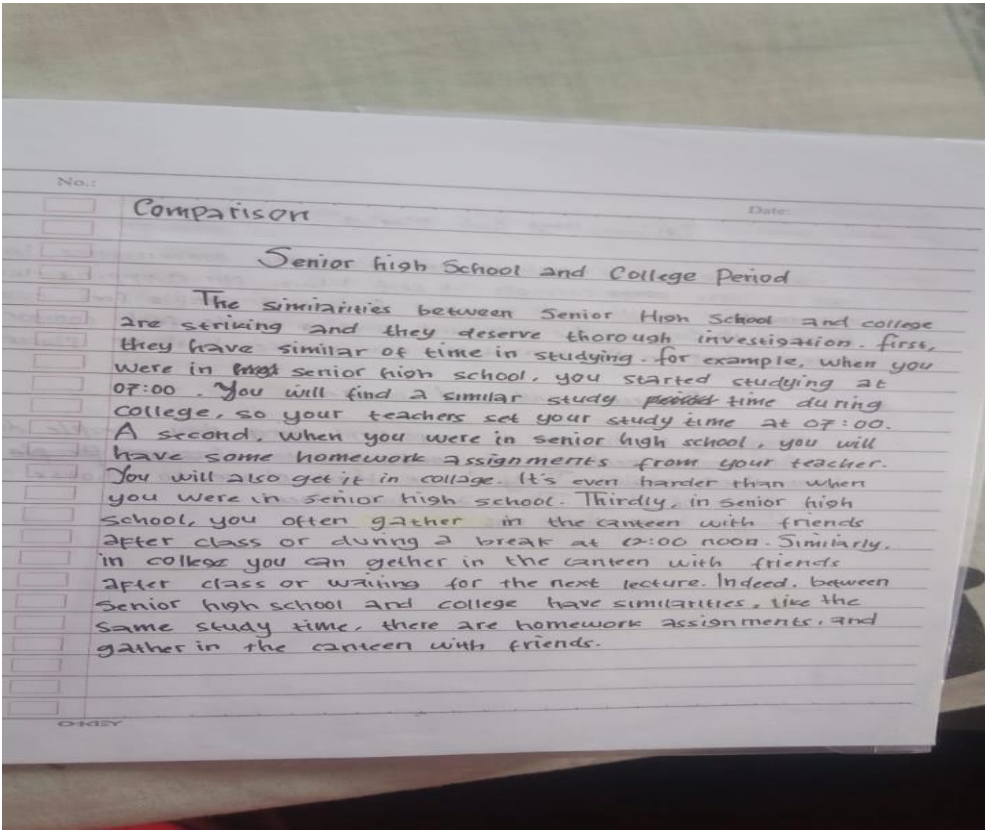 No.:
Date:
Comparison
Senior high School and College Period
The similarities between Senior High School and college
are striking and they deserve thorough investigation. first,
they have similar of time in studying. for example, when you
were in senior high school, you started studying at
07:00. You will find a similar study time during
college, so your teachers set your study time at 07:00.
A second, when you were in senior high school, you will
have some homework assignments from your teacher.
You will also get it in collage. It's even harder than when
you were in senior high school. Thirdly, in senior high
school, you often gather in the canteen with friends
after class or during a break at 12:00 noon. Similarly,
in college you can gether in the canteen with friends
after class or waiing for the next lecture. Indeed, between
Senior high school and college have similarities, like the
same study time, there are homework assignments, and
gather in the canteen with friends.